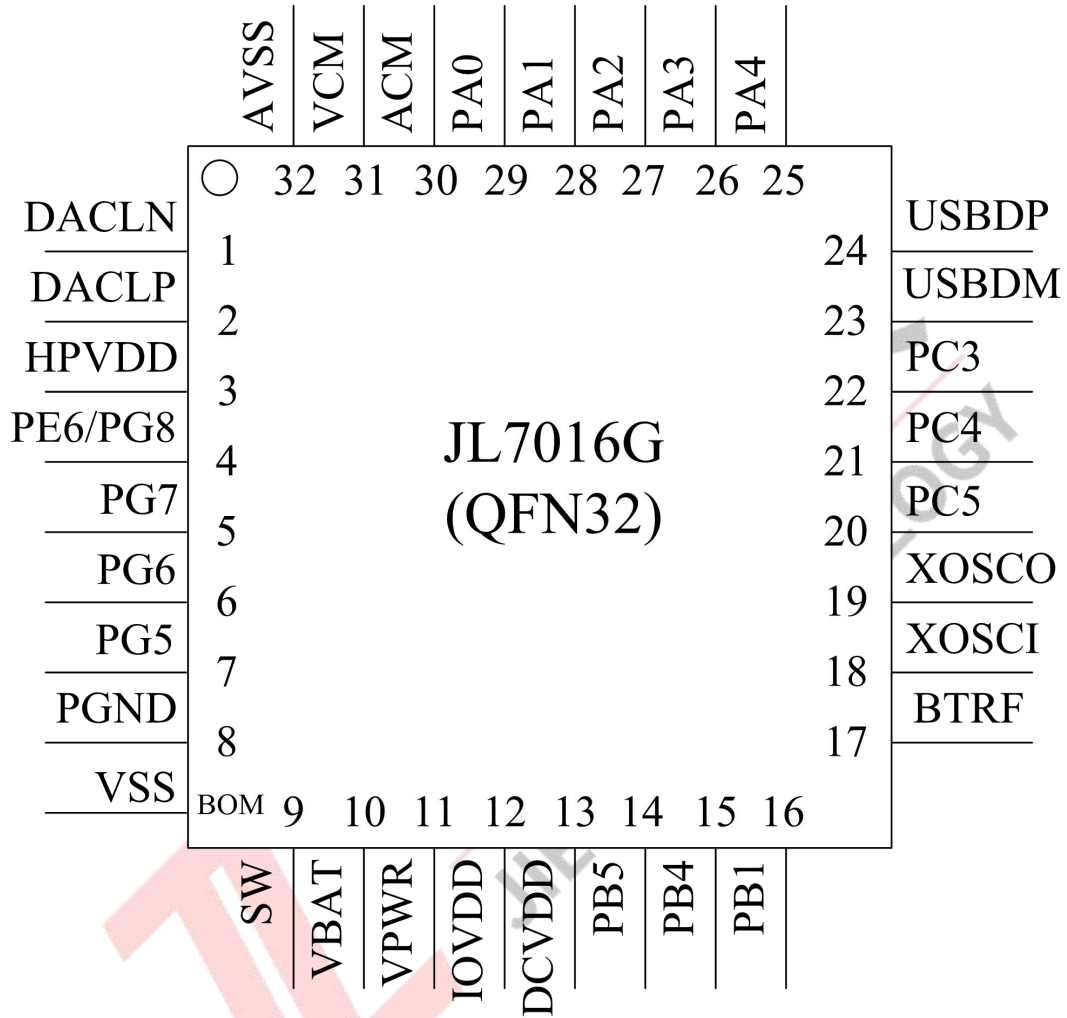 AVSS VCM ACM PA0 PA1 PA2 PA3 PA4
32 31 30 29 28 27 26 25
DACLN 1
DACLP 2
HPVDD 3
PE6/PG8 4
PG7 5
PG6 6
PG5 7
PGND 8
VSS BOM
JL7016G
(QFN32)
24 USBDP
23 USBDM
22 PC3
21 PC4
20 PC5
19 XOSCO
18 XOSCI
17 BTRF
9 10 11 12 13 14 15 16
SW VBAT VPWR IOVDD DCVDD PB5 PB4 PB1